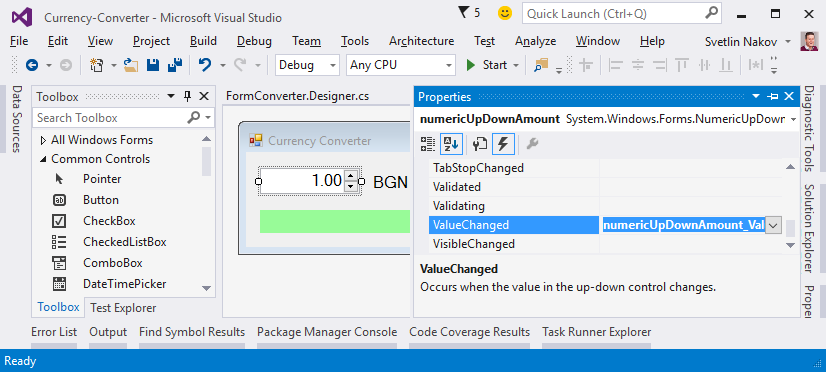 Currency-Converter - Microsoft Visual Studio
5
Quick Launch (Ctrl+Q)
File Edit View Project Build Debug Team Tools Architecture Test Analyze Window Help Svetlin Nakov
Debug Any CPU Start
Data Sources
Toolbox
Search Toolbox
All Windows Forms
Common Controls
Pointer
Button
CheckBox
CheckedListBox
ComboBox
DateTimePicker
Toolbox Test Explorer
FormConverter.Designer.cs
Currency Converter
1.00 BGN
Properties
numericUpDownAmount System.Windows.Forms.NumericUpDown
TabStopChanged
Validated
Validating
ValueChanged numericUpDownAmount_Val
VisibleChanged
ValueChanged
Occurs when the value in the up-down control changes.
Diagnostic Tools
Solution Explorer
Proper
Error List Output Find Symbol Results Package Manager Console Code Coverage Results Task Runner Explorer
Ready